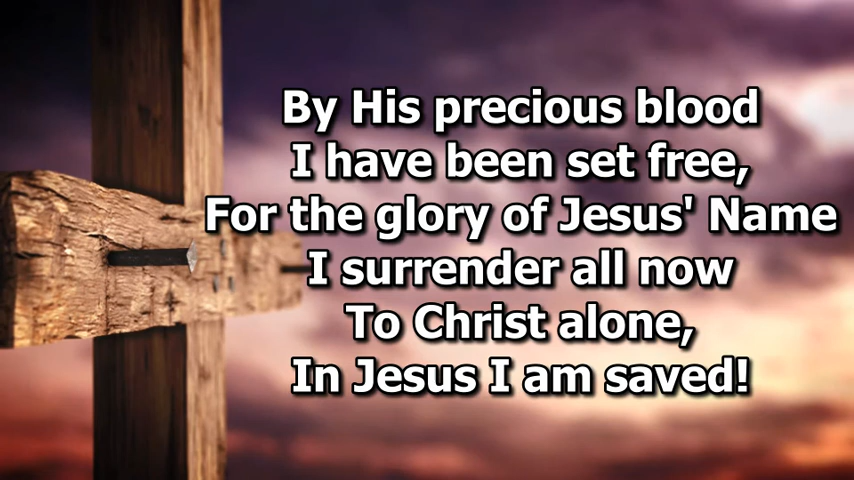 By His precious blood
I have been set free,
For the glory of Jesus' Name
I surrender all now
To Christ alone,
In Jesus I am saved!